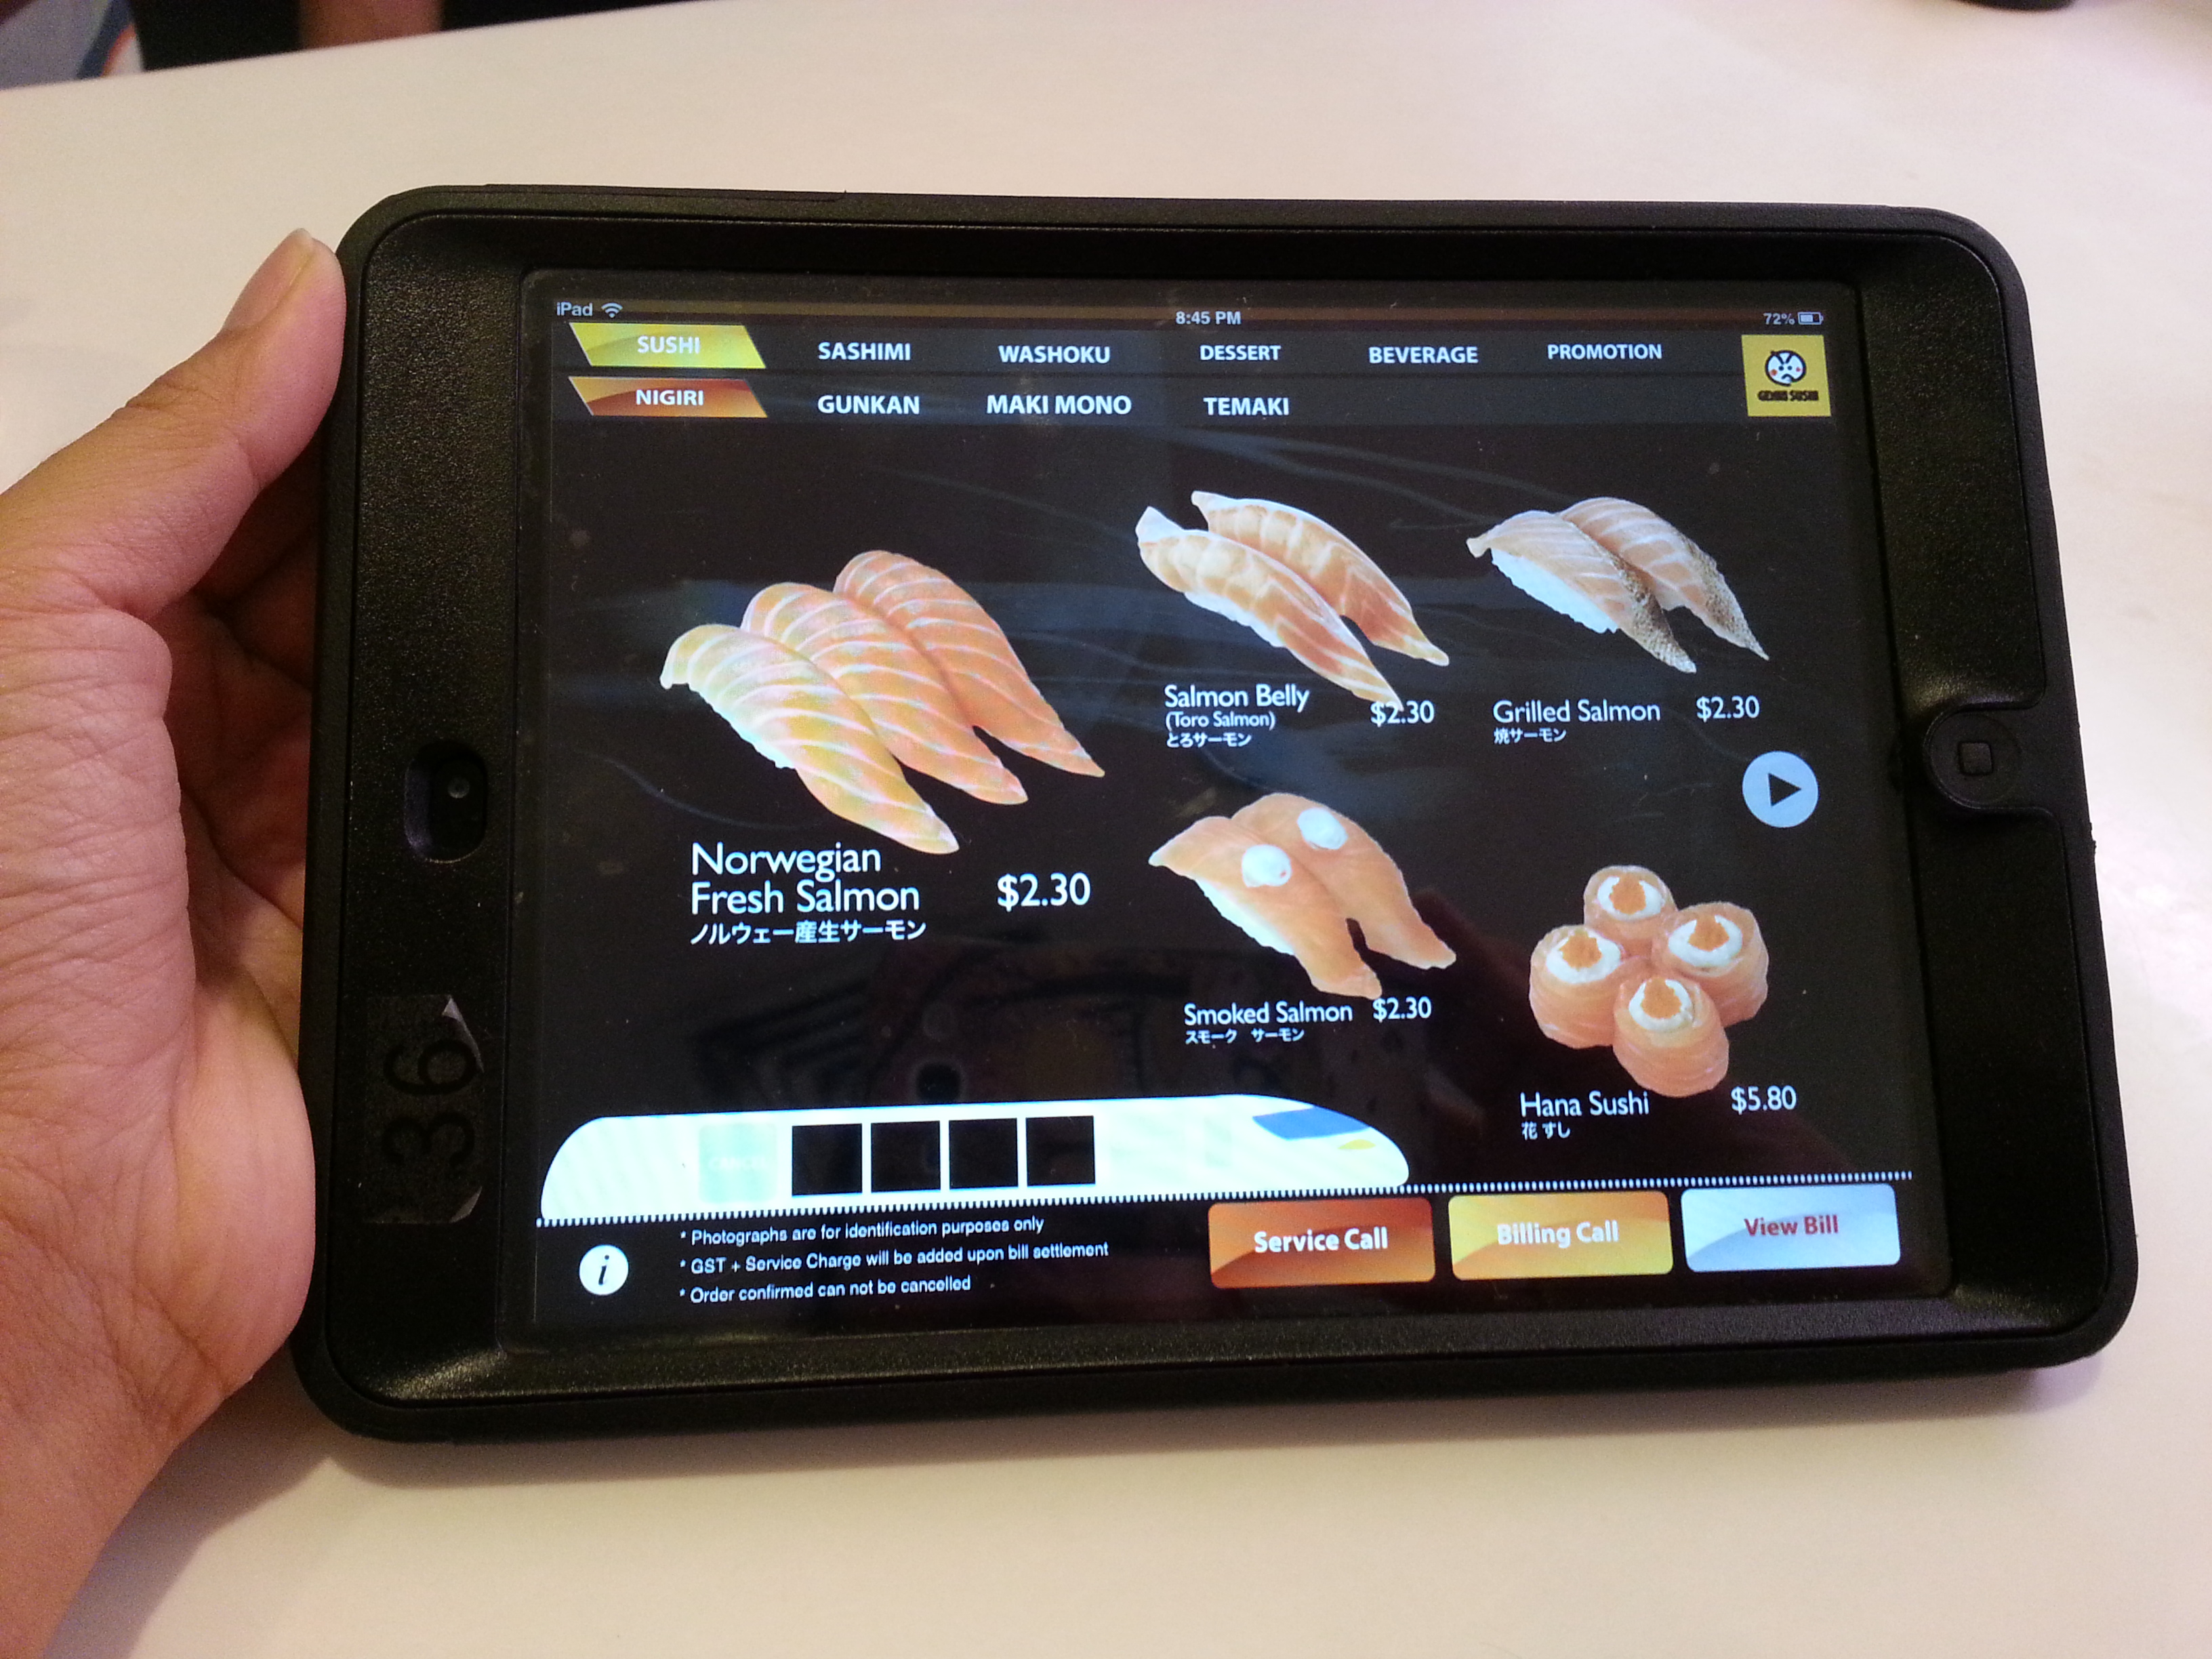 iPad
8:45 PM
72%
SUSHI
SASHIMI
WASHOKU
DESSERT
BEVERAGE
PROMOTION
NIGIRI
GUNKAN
MAKI MONO
TEMAKI
GENKI SUSHI
Norwegian
Fresh Salmon
$2.30
ノルウェー産生サーモン
Salmon Belly
(Toro Salmon)
$2.30
とろサーモン
Grilled Salmon $2.30
焼サーモン
Smoked Salmon $2.30
スモーク サーモン
Hana Sushi $5.80
花 すし
36
i
* Photographs are for identification purposes only
* GST + Service Charge will be added upon bill settlement
* Order confirmed can not be cancelled
Service Call
Billing Call
View Bill